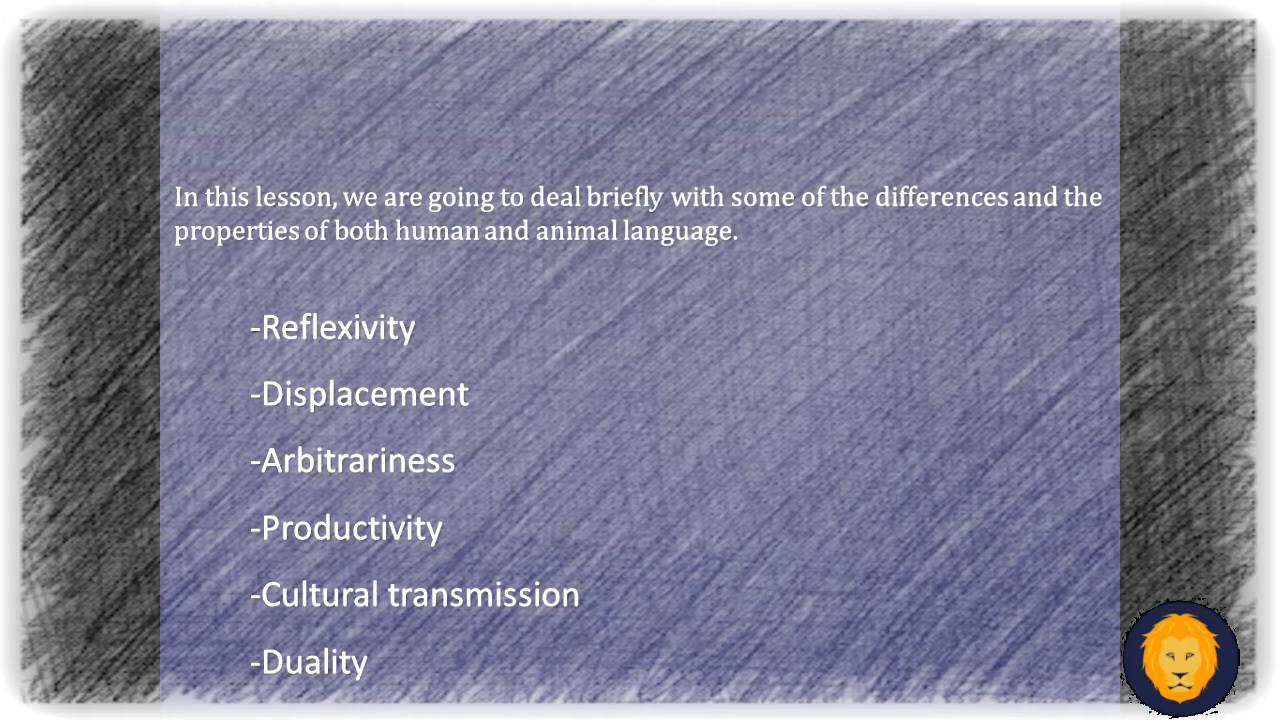 In this lesson, we are going to deal briefly with some of the differences and the
properties of both human and animal language.
-Reflexivity
-Displacement
-Arbitrariness
-Productivity
-Cultural transmission
-Duality